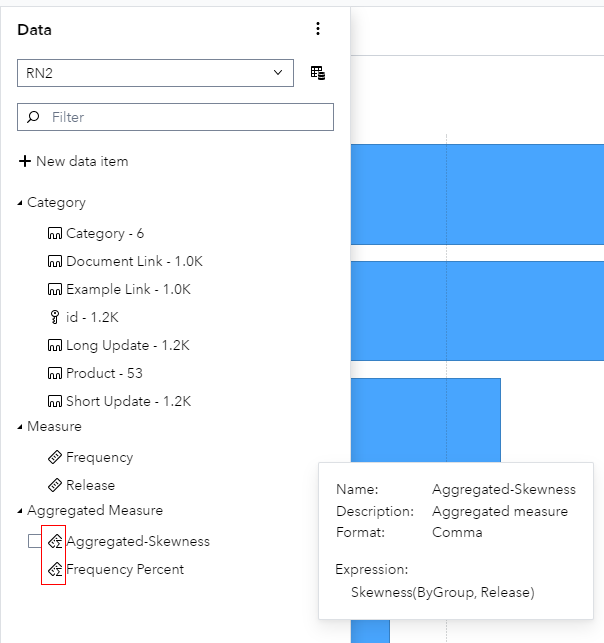 Data
RN2
Filter
New data item
Category
Category - 6
Document Link - 1.0K
Example Link - 1.0K
id - 1.2K
Long Update - 1.2K
Product - 53
Short Update - 1.2K
Measure
Frequency
Release
Aggregated Measure
Aggregated-Skewness
Frequency Percent
Name: Aggregated-Skewness
Description: Aggregated measure
Format: Comma
Expression:
Skewness(ByGroup, Release)